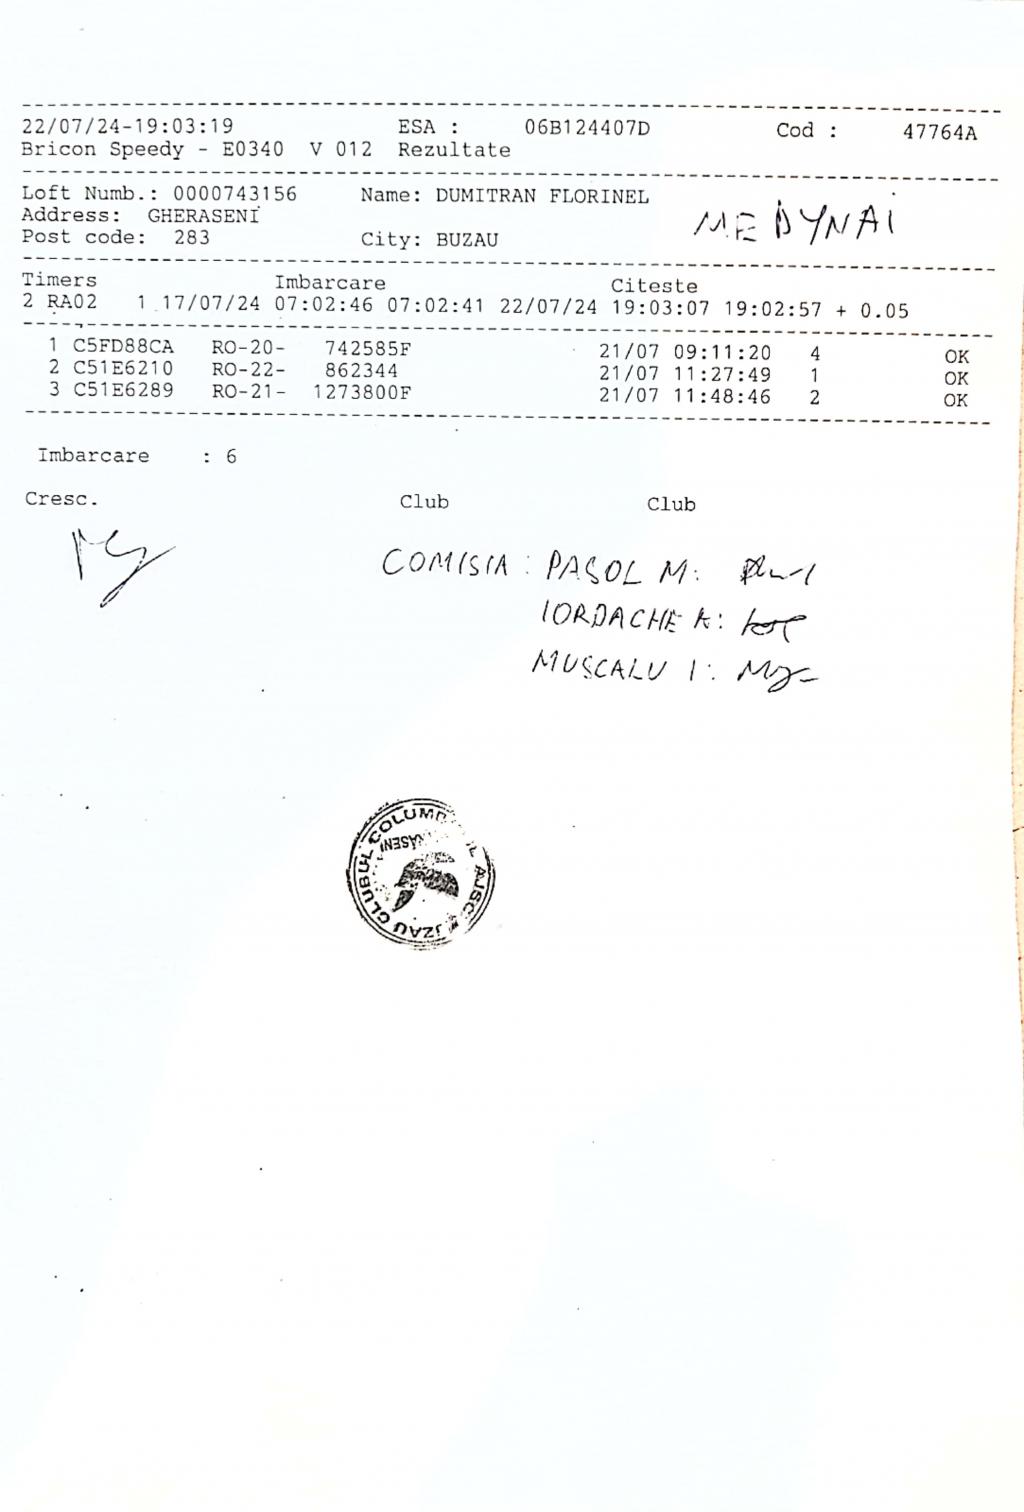 22/07/24-19:03:19 ESA : 06B124407D Cod : 47764A
Bricon Speedy - E0340 V 012 Rezultate
Loft Numb.: 0000743156 Name: DUMITRAN FLORINEL
Address: GHERASENI
MEDYNAI
Post code: 283 City: BUZAU
Timers Imbarcare Citeste
2 RA02 1 17/07/24 07:02:46 07:02:41 22/07/24 19:03:07 19:02:57 + 0.05
1 C5FD88CA RO-20- 742585F 21/07 09:11:20 4 OK
2 C51E6210 RO-22- 862344 21/07 11:27:49 1 OK
3 C51E6289 RO-21- 1273800F 21/07 11:48:46 2 OK
Imbarcare : 6
Cresc. Club Club
COMISIA : PASOL M:
IORDACHE A:
MUSCALU I:
CLUBUL